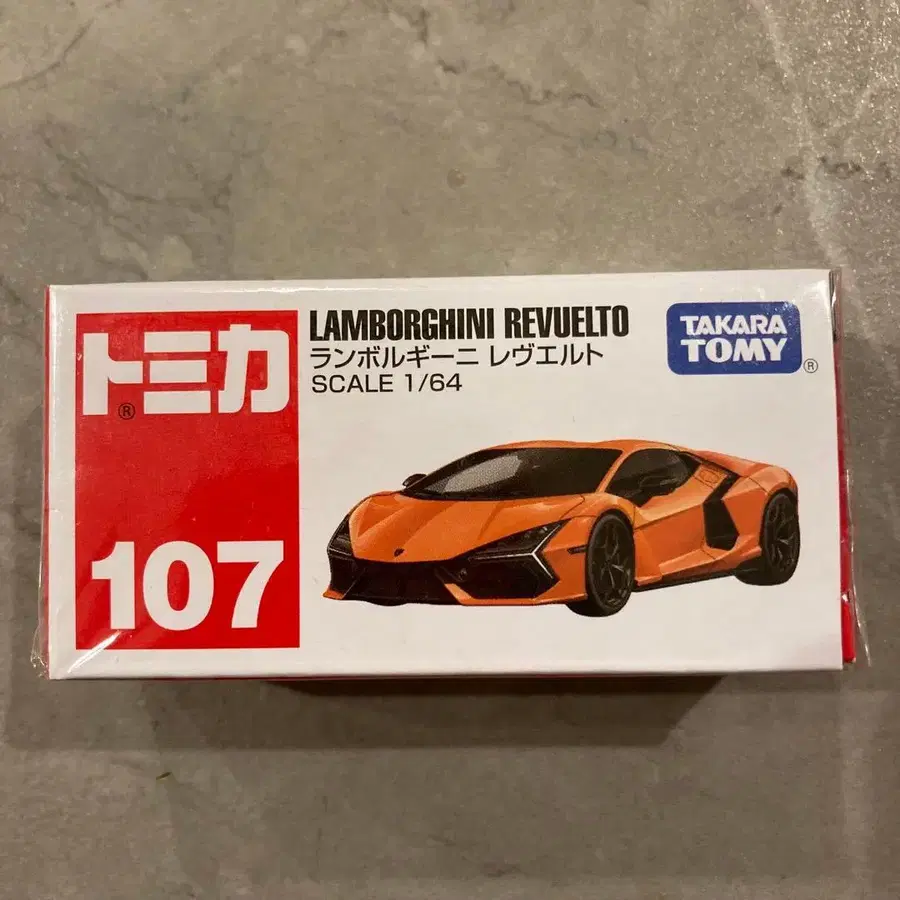 トミカ
®
107
LAMBORGHINI REVUELTO
ランボルギーニ レヴエルト
SCALE 1/64
TAKARA
TOMY
®